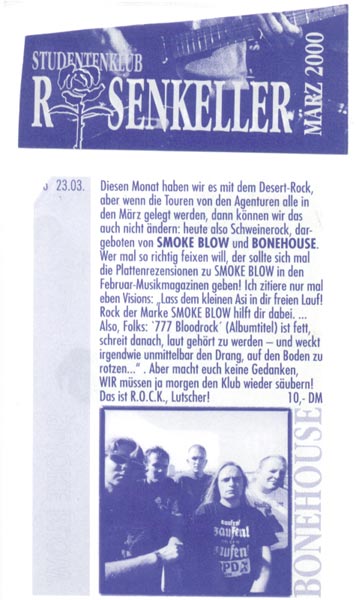 STUDENTENKLUB
ROSENKELLER
MÄRZ 2000
23.03.
Diesen Monat haben wir es mit dem Desert-Rock,
aber wenn die Touren von den Agenturen alle in
den März gelegt werden, dann können wir das
auch nicht ändern: heute also Schweinerock, dar-
geboten von SMOKE BLOW und BONEHOUSE.
Wer mal so richtig feixen will, der sollte sich mal
die Plattenrezensionen zu SMOKE BLOW in den
Februar-Musikmagazinen geben! Ich zitiere nur mal
eben Visions: „Lass dem kleinen Asi in dir freien Lauf!
Rock der Marke SMOKE BLOW hilft dir dabei. ...
Also, Folks: ´777 Bloodrock´ (Albumtitel) ist fett,
schreit danach, laut gehört zu werden – und weckt
irgendwie unmittelbar den Drang, auf den Boden zu
rotzen...“ . Aber macht euch keine Gedanken,
WIR müssen ja morgen den Klub wieder säubern!
Das ist R.O.C.K., Lutscher! 10,- DM
BONEHOUSE
saufen!
saufen!
saufen!